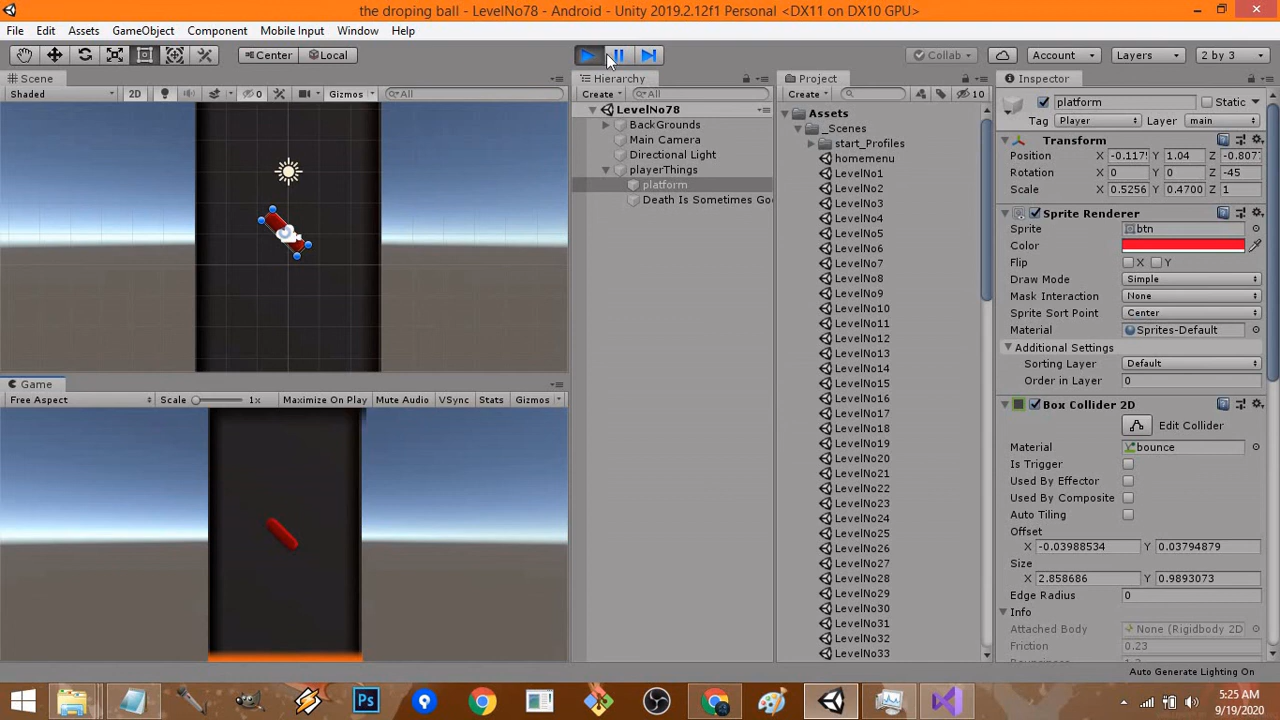 the droping ball - LevelNo78 - Android - Unity 2019.2.12f1 Personal <DX11 on DX10 GPU>
File Edit Assets GameObject Component Mobile Input Window Help
Center Local
Collab Account Layers 2 by 3
Scene
Shaded 2D 0 Gizmos All
Game
Free Aspect Scale 1x Maximize On Play Mute Audio VSync Stats Gizmos
Hierarchy
Create All
LevelNo78
BackGrounds
Main Camera
Directional Light
playerThings
platform
Death Is Sometimes Go
Project
Create 10
Assets
_Scenes
start_Profiles
homemenu
LevelNo1
LevelNo2
LevelNo3
LevelNo4
LevelNo5
LevelNo6
LevelNo7
LevelNo8
LevelNo9
LevelNo10
LevelNo11
LevelNo12
LevelNo13
LevelNo14
LevelNo15
LevelNo16
LevelNo17
LevelNo18
LevelNo19
LevelNo20
LevelNo21
LevelNo22
LevelNo23
LevelNo24
LevelNo25
LevelNo26
LevelNo27
LevelNo28
LevelNo29
LevelNo30
LevelNo31
LevelNo32
LevelNo33
Inspector
platform Static
Tag Player Layer main
Transform
Position X Y 1.04 Z
Rotation X 0 Y 0 Z -45
Scale X 0.5256 Y 0.4700 Z 1
Sprite Renderer
Sprite btn
Color
Flip X Y
Draw Mode Simple
Mask Interaction None
Sprite Sort Point Center
Material Sprites-Default
Additional Settings
Sorting Layer Default
Order in Layer 0
Box Collider 2D
Edit Collider
Material bounce
Is Trigger
Used By Effector
Used By Composite
Auto Tiling
Offset
X -0.03988534 Y 0.03794879
Size
X 2.858686 Y 0.9893073
Edge Radius 0
Info
Attached Body None (Rigidbody 2D
Friction 0.23
Auto Generate Lighting On
Ps
5:25 AM
9/19/2020